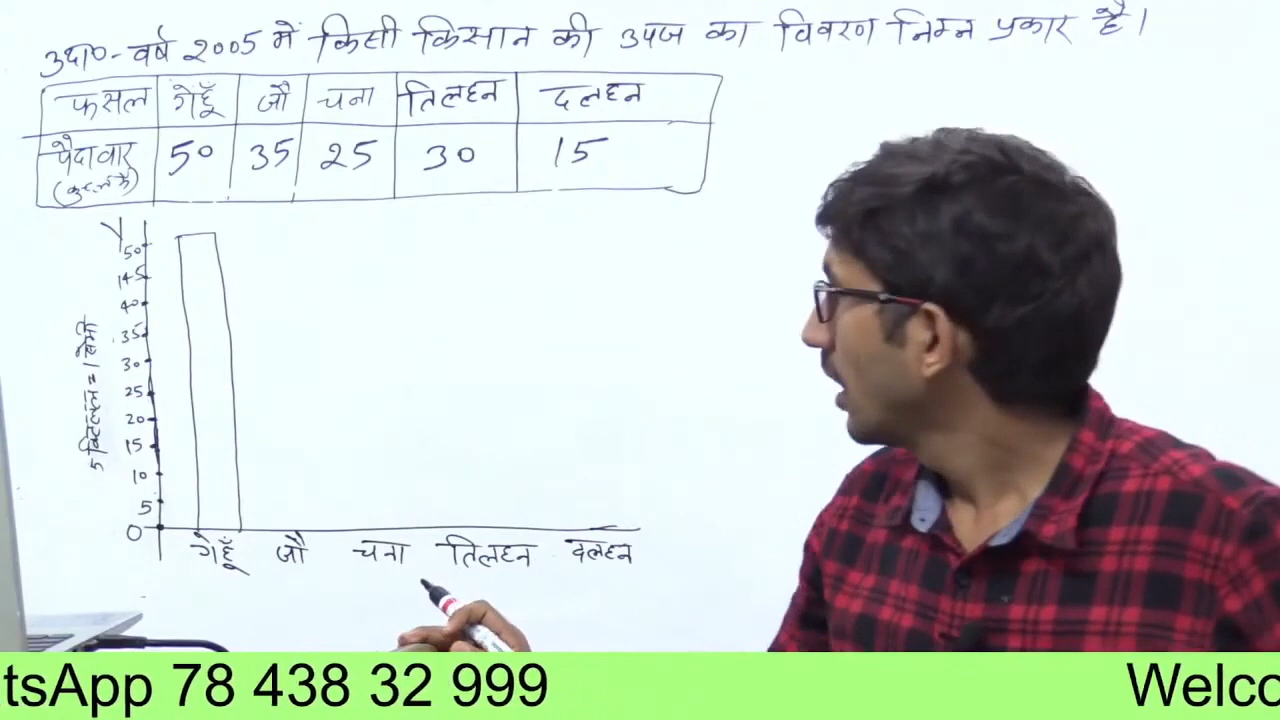 उदा०-वर्ष 2005 में किसी किसान की उपज का विवरण निम्न प्रकार है।
फसल गेहूँ जौ चना तिलहन दलहन
पैदावार 50 35 25 30 15
Y
50
45
40
35
30
25
20
15
10
5
0
गेहूँ जौ चना तिलहन दलहन
tsApp 78 438 32 999 Welco